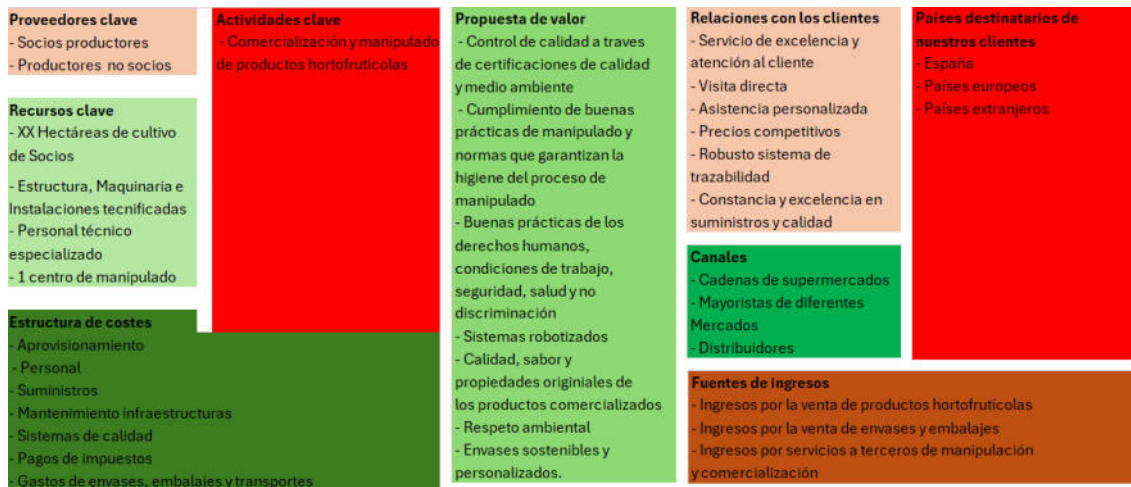 Proveedores clave
- Socios productores
- Productores no socios
Recursos clave
- XX Hectáreas de cultivo
de Socios
- Estructura, Maquinaria e
Instalaciones tecnificadas
- Personal técnico
especializado
- 1 centro de manipulado
Actividades clave
- Comercialización y manipulado
de productos hortofrutícolas
Estructura de costes
- Aprovisionamiento
- Personal
- Suministros
- Mantenimiento infraestructuras
- Sistemas de calidad
- Pagos de impuestos
- Gastos de envases, embalajes y transportes
Propuesta de valor
- Control de calidad a traves
de certificaciones de calidad
y medio ambiente
- Cumplimiento de buenas
prácticas de manipulado y
normas que garantizan la
higiene del proceso de
manipulado
- Buenas prácticas de los
derechos humanos,
condiciones de trabajo,
seguridad, salud y no
discriminación
- Sistemas robotizados
- Calidad, sabor y
propiedades originiales de
los productos comercializados
- Respeto ambiental
- Envases sostenibles y
personalizados.
Relaciones con los clientes
- Servicio de excelencia y
atención al cliente
- Visita directa
- Asistencia personalizada
- Precios competitivos
- Robusto sistema de
trazabilidad
- Constancia y excelencia en
suministros y calidad
Canales
- Cadenas de supermercados
- Mayoristas de diferentes
Mercados
- Distribuidores
Países destinatarios de
nuestros clientes
- España
- Países europeos
- Países extranjeros
Fuentes de ingresos
- Ingresos por la venta de productos hortofrutícolas
- Ingresos por la venta de envases y embalajes
- Ingresos por servicios a terceros de manipulación
y comercialización